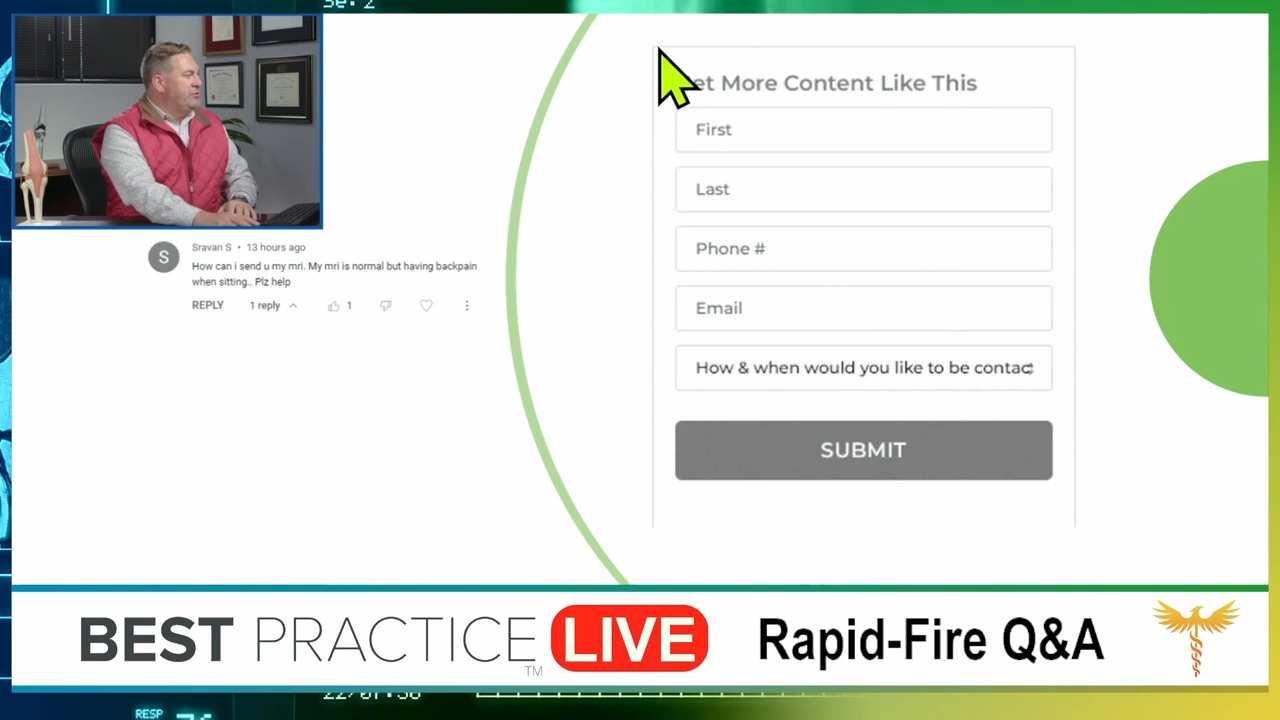 Sravan S • 13 hours ago
How can i send u my mri. My mri is normal but having backpain
when sitting.. Plz help
REPLY 1 reply 1
et More Content Like This
First
Last
Phone #
Email
How & when would you like to be contac
SUBMIT
BEST PRACTICE LIVE
TM
Rapid-Fire Q&A
RESP